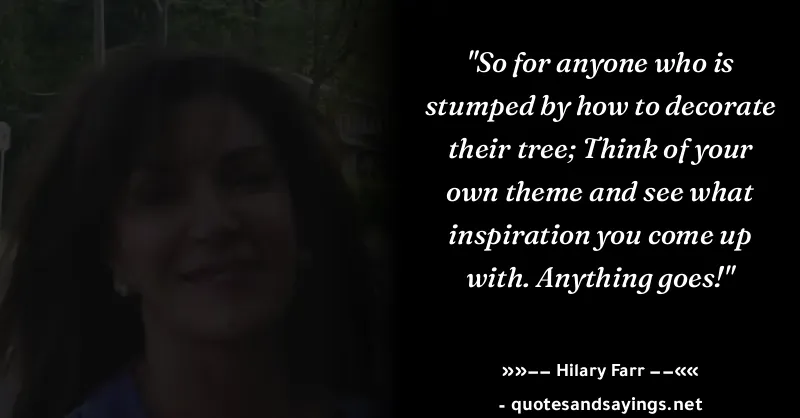 "So for anyone who is
stumped by how to decorate
their tree; Think of your
own theme and see what
inspiration you come up
with. Anything goes!"
»»−− Hilary Farr −−««
- quotesandsayings.net